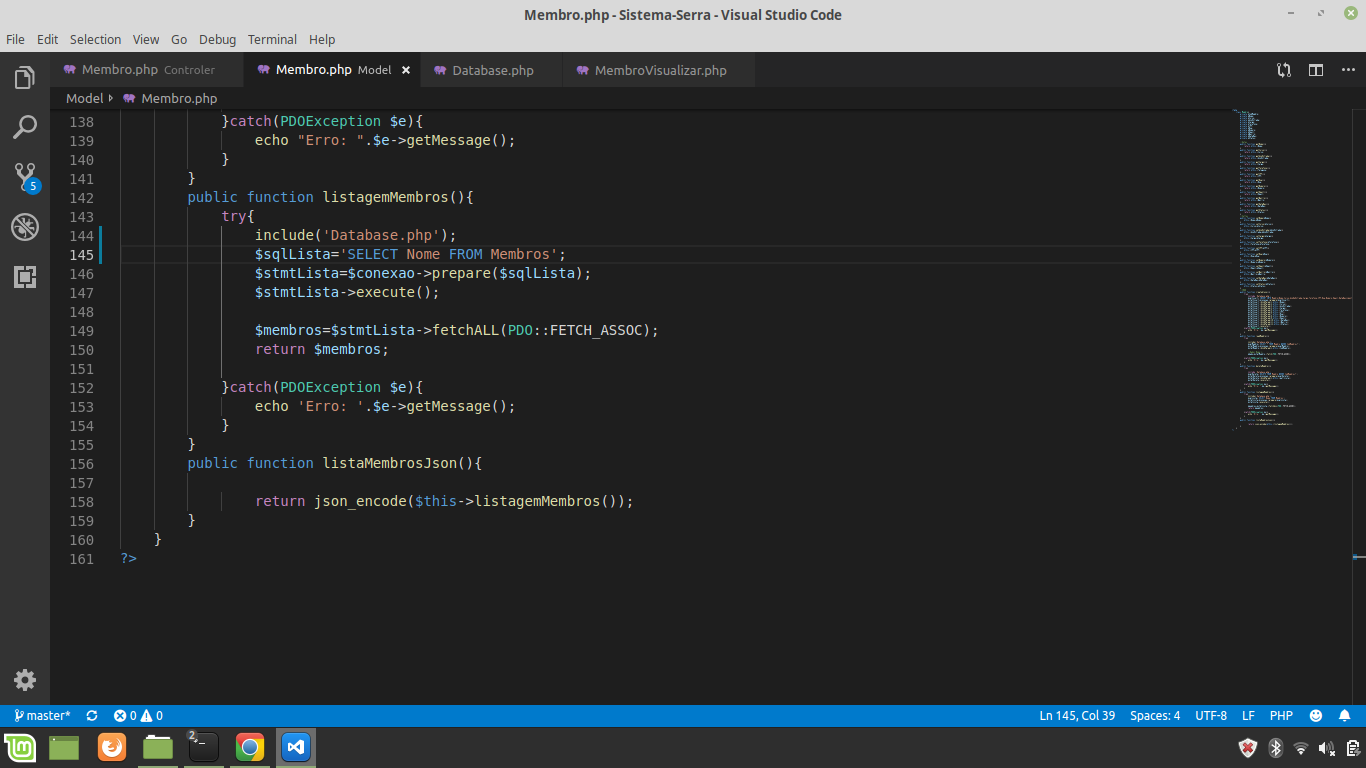 Membro.php - Sistema-Serra - Visual Studio Code
File Edit Selection View Go Debug Terminal Help
Membro.php Controler Membro.php Model × Database.php MembroVisualizar.php
Model Membro.php
138 }catch(PDOException $e){
139 echo "Erro: ".$e->getMessage();
140 }
141 }
142 public function listagemMembros(){
143 try{
144 include('Database.php');
145 $sqlLista='SELECT Nome FROM Membros';
146 $stmtLista=$conexao->prepare($sqlLista);
147 $stmtLista->execute();
148
149 $membros=$stmtLista->fetchALL(PDO::FETCH_ASSOC);
150 return $membros;
151
152 }catch(PDOException $e){
153 echo 'Erro: '.$e->getMessage();
154 }
155 }
156 public function listaMembrosJson(){
157
158 return json_encode($this->listagemMembros());
159 }
160 }
161 ?>
5
master* 0 0 Ln 145, Col 39 Spaces: 4 UTF-8 LF PHP
2